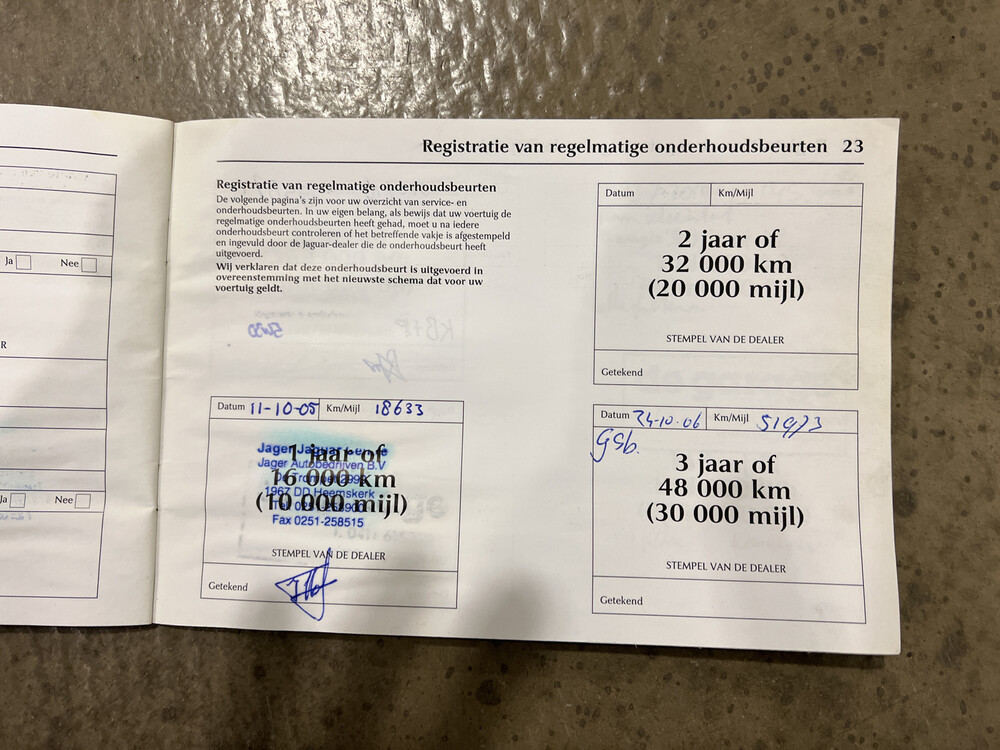 Registratie van regelmatige onderhoudsbeurten 23
Registratie van regelmatige onderhoudsbeurten
De volgende pagina's zijn voor uw overzicht van service- en
onderhoudsbeurten. In uw eigen belang, als bewijs dat uw voertuig de
regelmatige onderhoudsbeurten heeft gehad, moet u na iedere
onderhoudsbeurt controleren of het betreffende vakje is afgestempeld
en ingevuld door de Jaguar-dealer die de onderhoudsbeurt heeft
uitgevoerd.
Wij verklaren dat deze onderhoudsbeurt is uitgevoerd in
overeenstemming met het nieuwste schema dat voor uw
voertuig geldt.
Datum 11-10-05 Km/Mijl 18633
1 jaar of
16 000 km
(10 000 mijl)
Jager Jaguar
Jager Autobedrijven B.V
1967 DD Heemskerk
Fax 0251-258515
STEMPEL VAN DE DEALER
Getekend
Datum Km/Mijl
2 jaar of
32 000 km
(20 000 mijl)
STEMPEL VAN DE DEALER
Getekend
Datum 24-10-06 Km/Mijl
gsb.
3 jaar of
48 000 km
(30 000 mijl)
STEMPEL VAN DE DEALER
Getekend
Ja Nee
R
Ja Nee